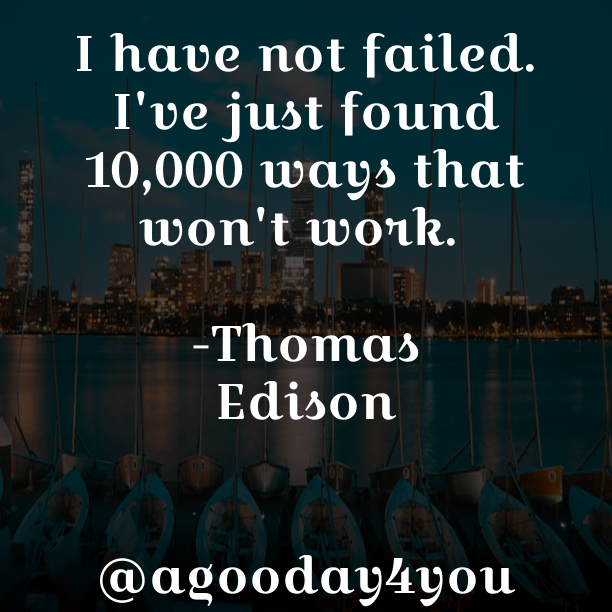 I have not failed.
I've just found
10,000 ways that
won't work.
-Thomas
Edison
@agooday4you